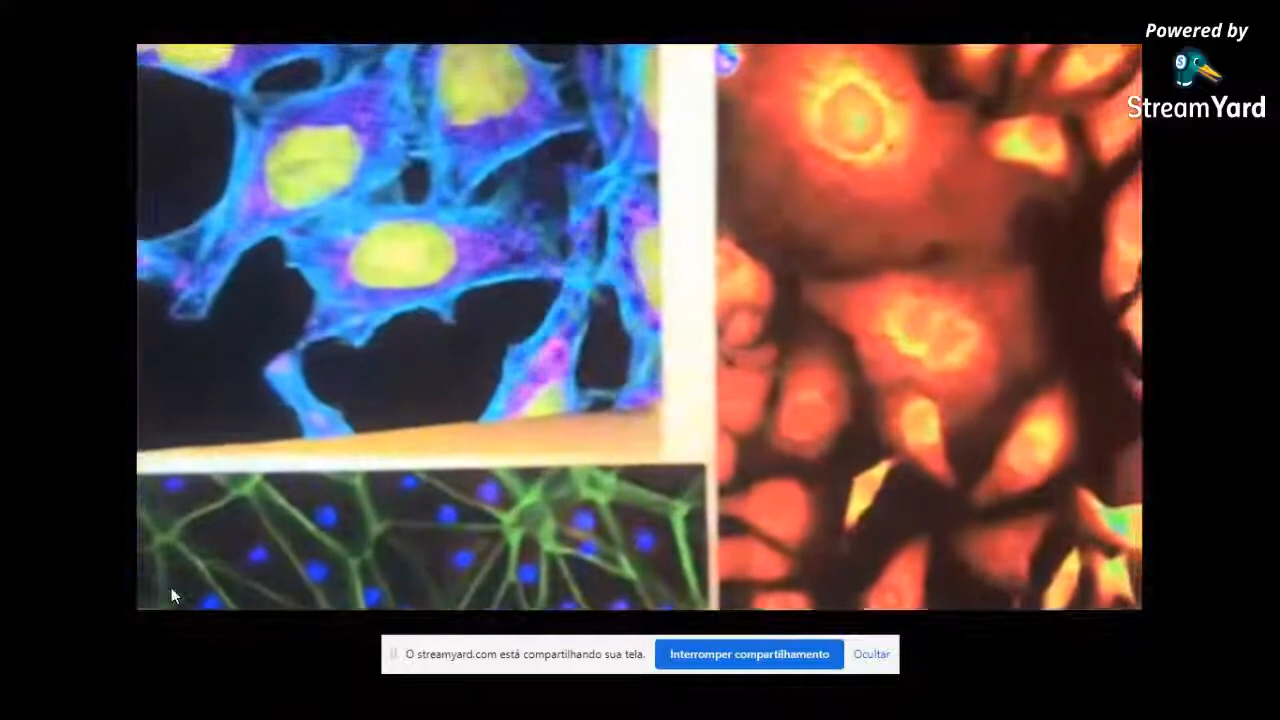 Powered by
StreamYard
O streamyard.com está compartilhando sua tela.
Interromper compartilhamento
Ocultar